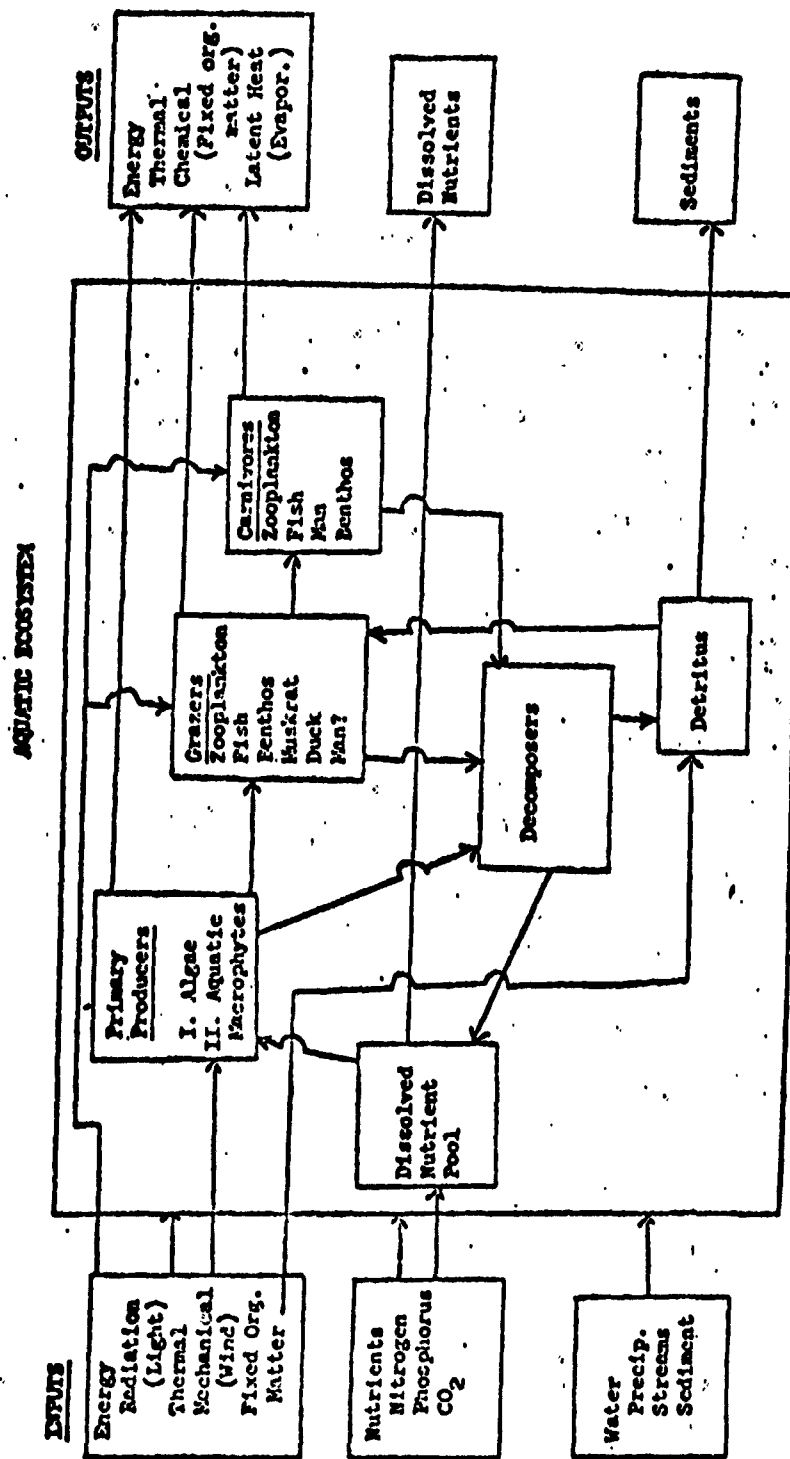 AQUATIC ECOSYSTEM
INPUTS
Energy
Radiation
(Light)
Thermal
Mechanical
(Wind)
Fixed Org.
Matter
Nutrients
Nitrogen
Phosphorus
CO2
Water
Precip.
Streams
Sediment
Primary
Producers
I. Algae
II. Aquatic
Macrophytes
Dissolved
Nutrient
Pool
Grazers
Zooplankton
Fish
Benthos
Muskrat
Duck
Man?
Carnivores
Zooplankton
Fish
Man
Benthos
Decomposers
Detritus
OUTPUTS
Energy
Thermal
Chemical
(Fixed org.
matter)
Latent Heat
(Evapor.)
Dissolved
Nutrients
Sediments